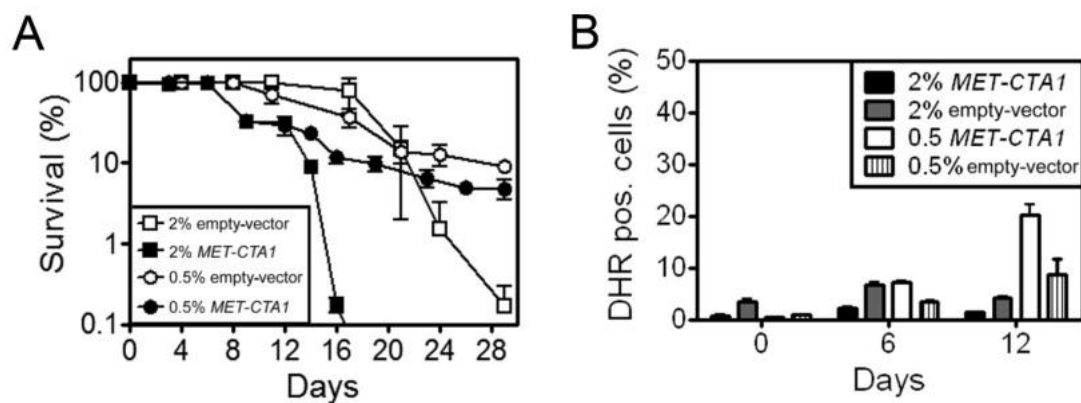 A
Survival (%)
100
10
1
0.1
2% empty-vector
2% MET-CTA1
0.5% empty-vector
0.5% MET-CTA1
0 4 8 12 16 20 24 28
Days
B
DHR pos. cells (%)
50
40
30
20
10
0
2% MET-CTA1
2% empty-vector
0.5 MET-CTA1
0.5% empty-vector
0 6 12
Days